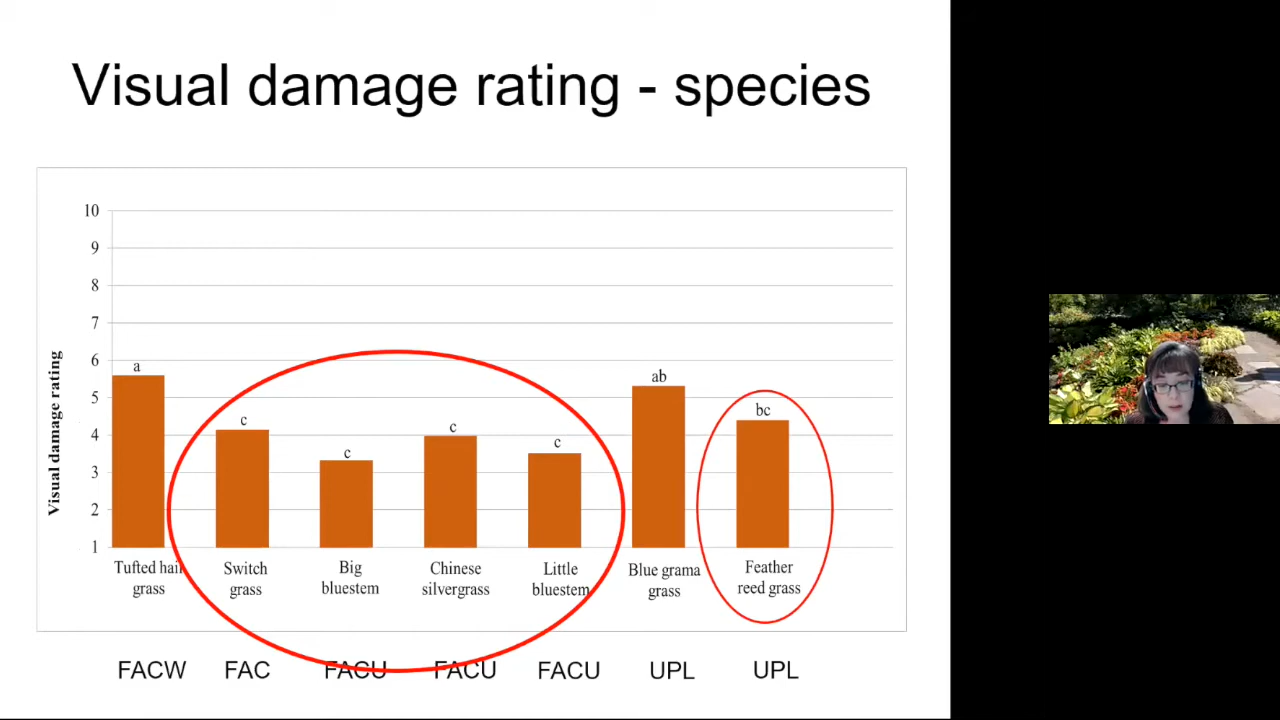 Visual damage rating - species
Visual damage rating
10
9
8
7
6
5
4
3
2
1
a
c
c
c
c
ab
bc
Tufted hair
grass
Switch
grass
Big
bluestem
Chinese
silvergrass
Little
bluestem
Blue grama
grass
Feather
reed grass
FACW
FAC
FACU
FACU
FACU
UPL
UPL